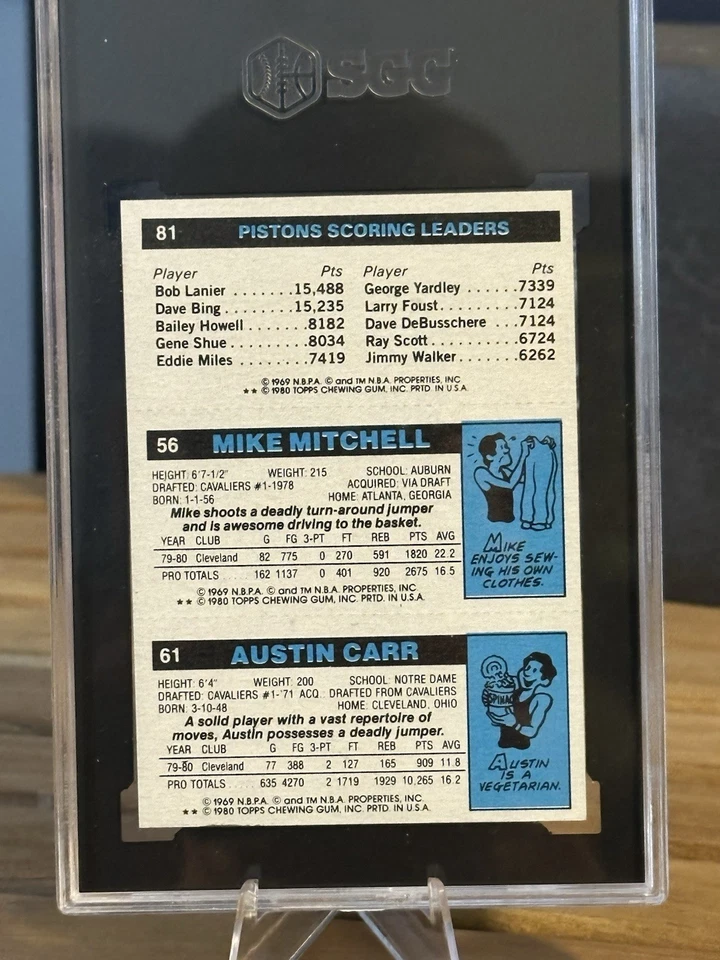 SGC
81 PISTONS SCORING LEADERS
Player Pts Player Pts
Bob Lanier .......15,488 George Yardley ......7339
Dave Bing .......15,235 Larry Foust.........7124
Bailey Howell .......8182 Dave DeBusschere ...7124
Gene Shue .........8034 Ray Scott..........6724
Eddie Miles ........7419 Jimmy Walker.......6262
© 1969 N.B.P.A. © and TM N.B.A. PROPERTIES, INC
★★ © 1980 TOPPS CHEWING GUM, INC. PRTD. IN U.S.A.
56 MIKE MITCHELL
HEIGHT: 6'7-1/2" WEIGHT: 215 SCHOOL: AUBURN
DRAFTED: CAVALIERS #1-1978 ACQUIRED: VIA DRAFT
BORN: 1-1-56 HOME: ATLANTA, GEORGIA
Mike shoots a deadly turn-around jumper
and is awesome driving to the basket.
YEAR CLUB G FG 3-PT FT REB PTS AVG
79-80 Cleveland 82 775 0 270 591 1820 22.2
PRO TOTALS 162 1137 0 401 920 2675 16.5
© 1969 N.B.P.A. © and TM N.B.A. PROPERTIES, INC
★★ © 1980 TOPPS CHEWING GUM, INC. PRTD. IN U.S.A.
MIKE
ENJOYS SEW-
ING HIS OWN
CLOTHES.
61 AUSTIN CARR
HEIGHT: 6'4" WEIGHT: 200 SCHOOL: NOTRE DAME
DRAFTED: CAVALIERS #1-'71 ACQ. DRAFTED FROM CAVALIERS
BORN: 3-10-48 HOME: CLEVELAND, OHIO
A solid player with a vast repertoire of
moves, Austin possesses a deadly jumper.
YEAR CLUB G FG 3-PT FT REB PTS AVG
79-80 Cleveland 77 388 2 127 165 909 11.8
PRO TOTALS 635 4270 2 1719 1929 10,265 16.2
© 1969 N.B.P.A. © and TM N.B.A. PROPERTIES, INC.
★★ © 1980 TOPPS CHEWING GUM, INC. PRTD. IN U.S.A.
SPINAC
AUSTIN
IS A
VEGETARIAN.